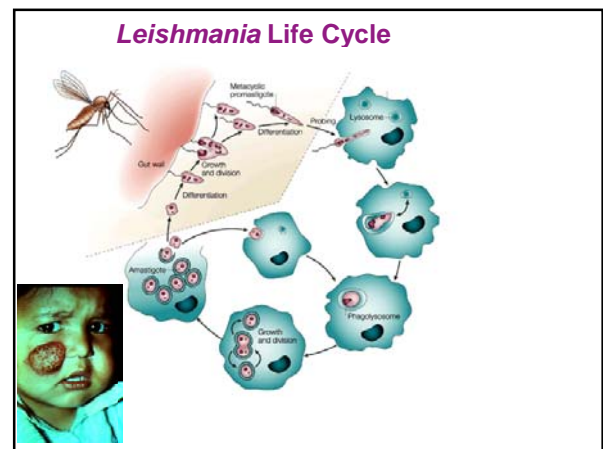 Leishmania Life Cycle
Metacyclic
promastigote
Probing
Lysosome
Differentiation
Gut wall
Growth
and division
Differentiation
Amastigote
Phagolysosome
Growth
and division